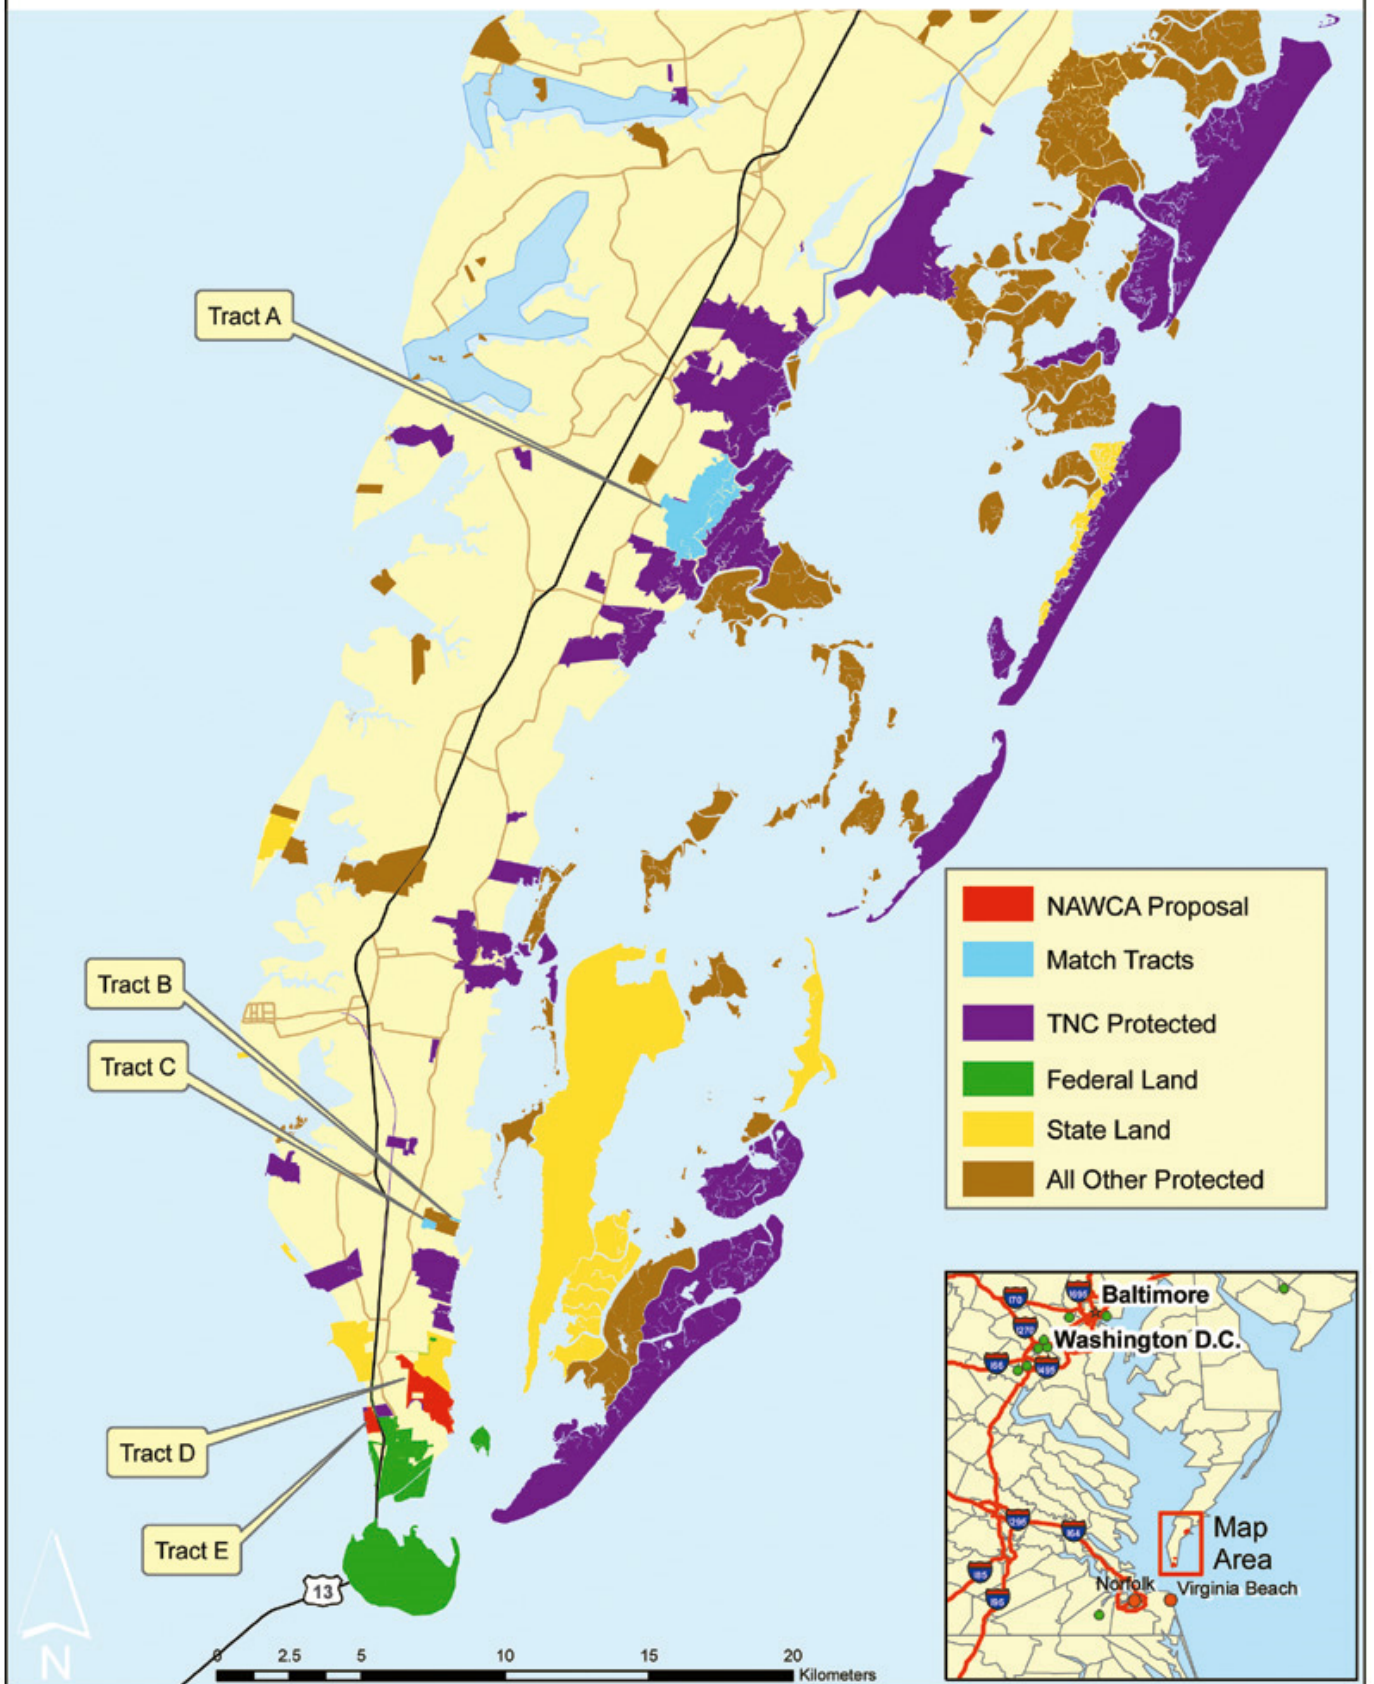 Tract A
Tract B
Tract C
Tract D
Tract E
NAWCA Proposal
Match Tracts
TNC Protected
Federal Land
State Land
All Other Protected
Baltimore
Washington D.C.
Map
Area
Norfolk
Virginia Beach
13
N
0 2.5 5 10 15 20
Kilometers